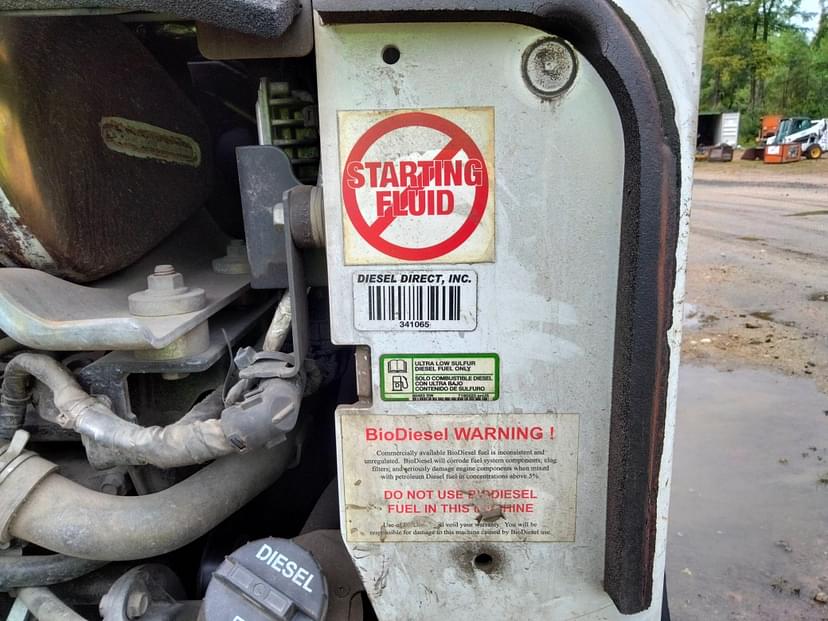 STARTING
FLUID
DIESEL DIRECT, INC.
341065
ULTRA LOW SULFUR
DIESEL FUEL ONLY
SOLO COMBUSTIBLE DIESEL
CON ULTRA BAJO
CONTENIDO DE SULFURO
BioDiesel WARNING !
Commercially available BioDiesel fuel is inconsistent and
unregulated. BioDiesel will corrode fuel system components, clog
filters, and seriously damage engine components when mixed
with petroleum Diesel fuel in concentrations above 5%
DO NOT USE BIODIESEL
FUEL IN THIS MACHINE
Use of void your warranty. You will be
responsible for damage to this machine caused by BioDiesel use.
DIESEL